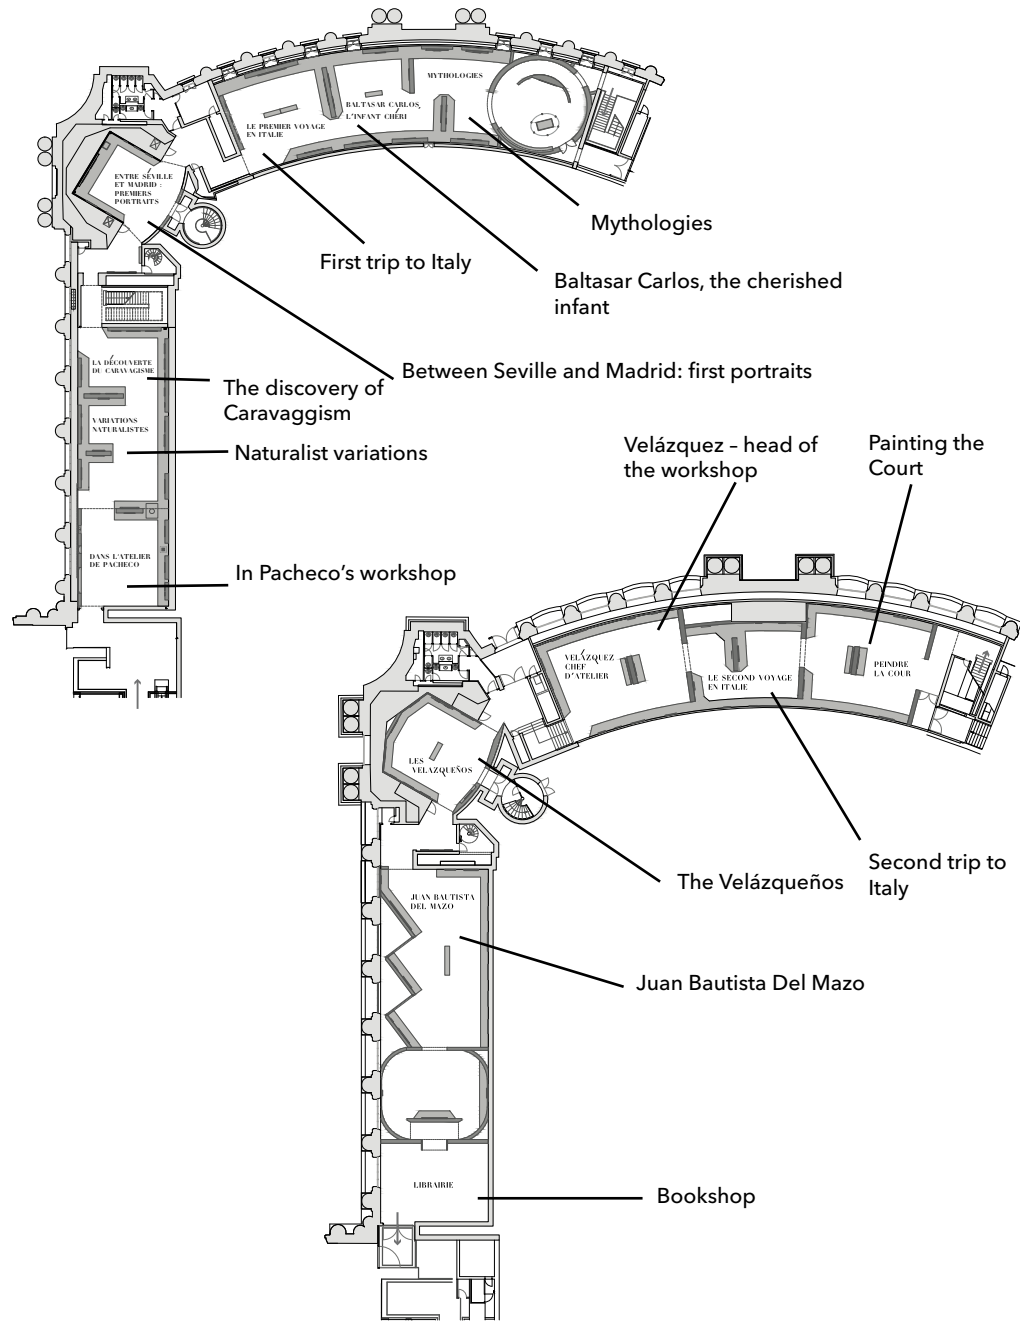 MYTHOLOGIES
BALTASAR CARLOS,
L'INFANT CHÉRI
LE PREMIER VOYAGE
EN ITALIE
ENTRE SÉVILLE
ET MADRID :
PREMIERS
PORTRAITS
Mythologies
First trip to Italy
Baltasar Carlos, the cherished
infant
LA DÉCOUVERTE
DU CARAVAGISME
The discovery of
Caravaggism
Between Seville and Madrid: first portraits
VARIATIONS
NATURALISTES
Naturalist variations
DANS L'ATELIER
DE PACHECO
In Pacheco's workshop
Velázquez – head of
the workshop
Painting the
Court
VELÁZQUEZ
CHEF
D'ATELIER
LE SECOND VOYAGE
EN ITALIE
PEINDRE
LA COUR
LES
VELAZQUEÑOS
The Velázqueños
Second trip to
Italy
JUAN BAUTISTA
DEL MAZO
Juan Bautista Del Mazo
LIBRAIRIE
Bookshop